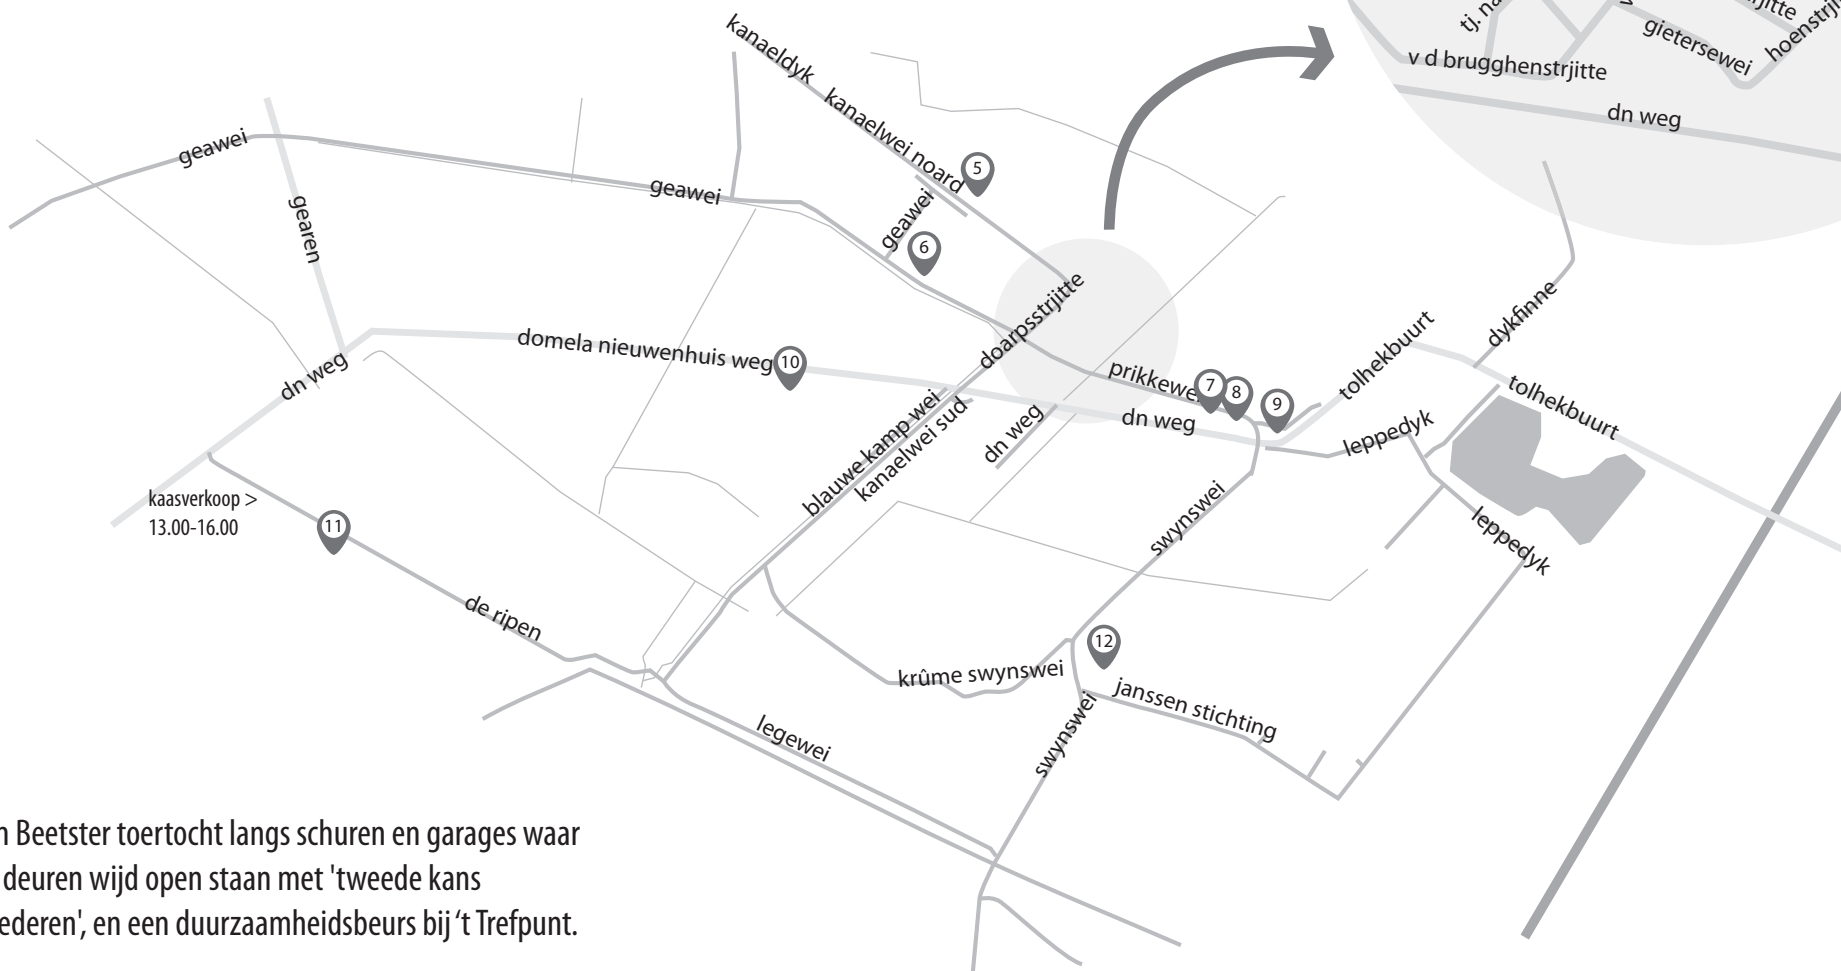 kanaeldyk
tj. na
gietersewei
hoenstrji
v d brugghenstrjitte
dn weg
kanaelwei noard
geawei
geawei
geawei
5
6
gearen
doarpsstrjitte
dykfinne
tolhekbuurt
domela nieuwenhuis weg
10
prikkewei
7
8
9
dn weg
dn weg
dn weg
tolhekbuurt
leppedyk
blauwe kamp wei
kanaelwei sud
kaasverkoop >
13.00-16.00
11
swynswei
leppedyk
de ripen
12
krûme swynswei
janssen stichting
swynswei
legewei
n Beetster toertocht langs schuren en garages waar
deuren wijd open staan met 'tweede kans
ederen', en een duurzaamheidsbeurs bij ‘t Trefpunt.